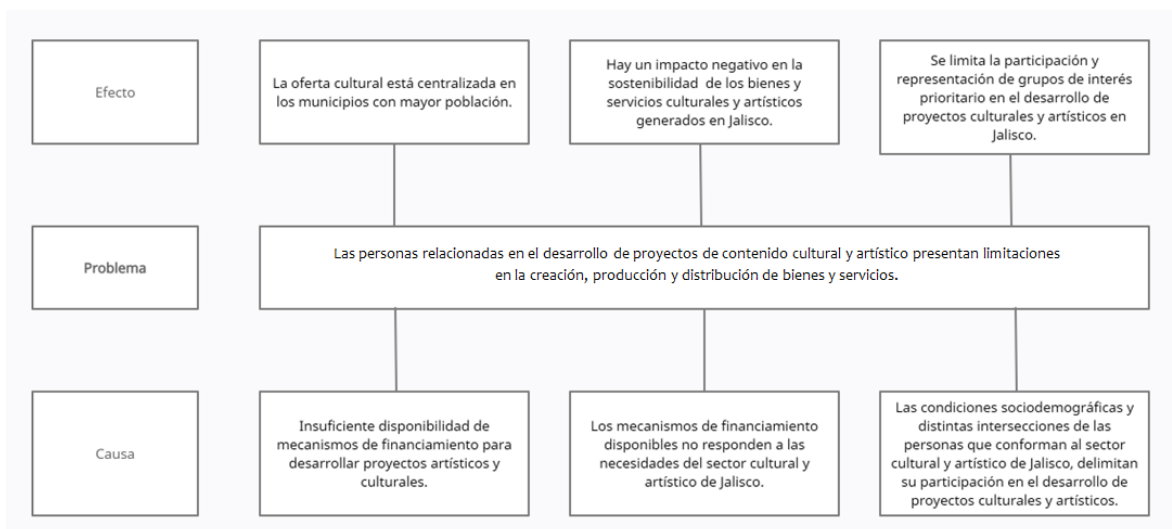 Efecto
La oferta cultural está centralizada en
los municipios con mayor población.
Hay un impacto negativo en la
sostenibilidad de los bienes y
servicios culturales y artísticos
generados en Jalisco.
Se limita la participación y
representación de grupos de interés
prioritario en el desarrollo de
proyectos culturales y artísticos en
Jalisco.
Problema
Las personas relacionadas en el desarrollo de proyectos de contenido cultural y artístico presentan limitaciones
en la creación, producción y distribución de bienes y servicios.
Causa
Insuficiente disponibilidad de
mecanismos de financiamiento para
desarrollar proyectos artísticos y
culturales.
Los mecanismos de financiamiento
disponibles no responden a las
necesidades del sector cultural y
artístico de Jalisco.
Las condiciones sociodemográficas y
distintas intersecciones de las
personas que conforman al sector
cultural y artístico de Jalisco, delimitan
su participación en el desarrollo de
proyectos culturales y artísticos.